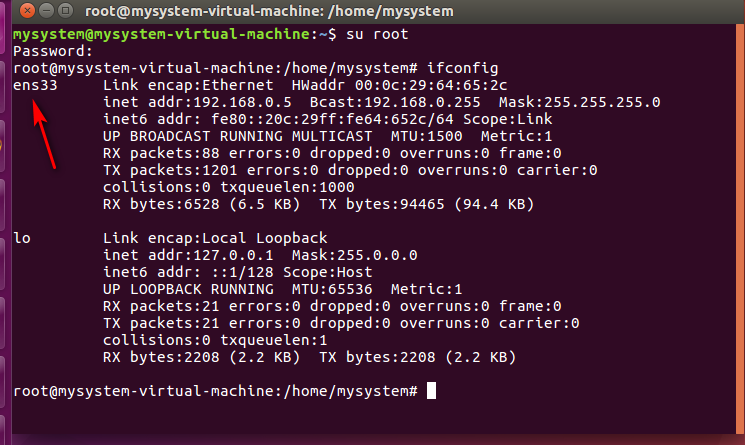 root@mysystem-virtual-machine: /home/mysystem
mysystem@mysystem-virtual-machine:~$ su root
Password:
root@mysystem-virtual-machine:/home/mysystem# ifconfig
ens33     Link encap:Ethernet  HWaddr 00:0c:29:64:65:2c
          inet addr:192.168.0.5  Bcast:192.168.0.255  Mask:255.255.255.0
          inet6 addr: fe80::20c:29ff:fe64:652c/64 Scope:Link
          UP BROADCAST RUNNING MULTICAST  MTU:1500  Metric:1
          RX packets:88 errors:0 dropped:0 overruns:0 frame:0
          TX packets:1201 errors:0 dropped:0 overruns:0 carrier:0
          collisions:0 txqueuelen:1000
          RX bytes:6528 (6.5 KB)  TX bytes:94465 (94.4 KB)
lo        Link encap:Local Loopback
          inet addr:127.0.0.1  Mask:255.0.0.0
          inet6 addr: ::1/128 Scope:Host
          UP LOOPBACK RUNNING  MTU:65536  Metric:1
          RX packets:21 errors:0 dropped:0 overruns:0 frame:0
          TX packets:21 errors:0 dropped:0 overruns:0 carrier:0
          collisions:0 txqueuelen:1
          RX bytes:2208 (2.2 KB)  TX bytes:2208 (2.2 KB)
root@mysystem-virtual-machine:/home/mysystem#